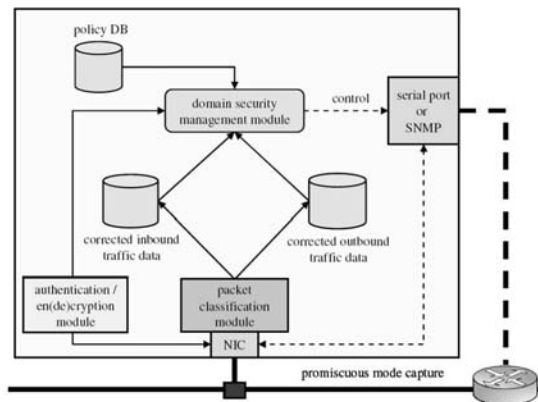 policy DB
domain security
management module
control
serial port
or
SNMP
corrected inbound
traffic data
corrected outbound
traffic data
authentication /
en(de)cryption
module
packet
classification
module
NIC
promiscuous mode capture